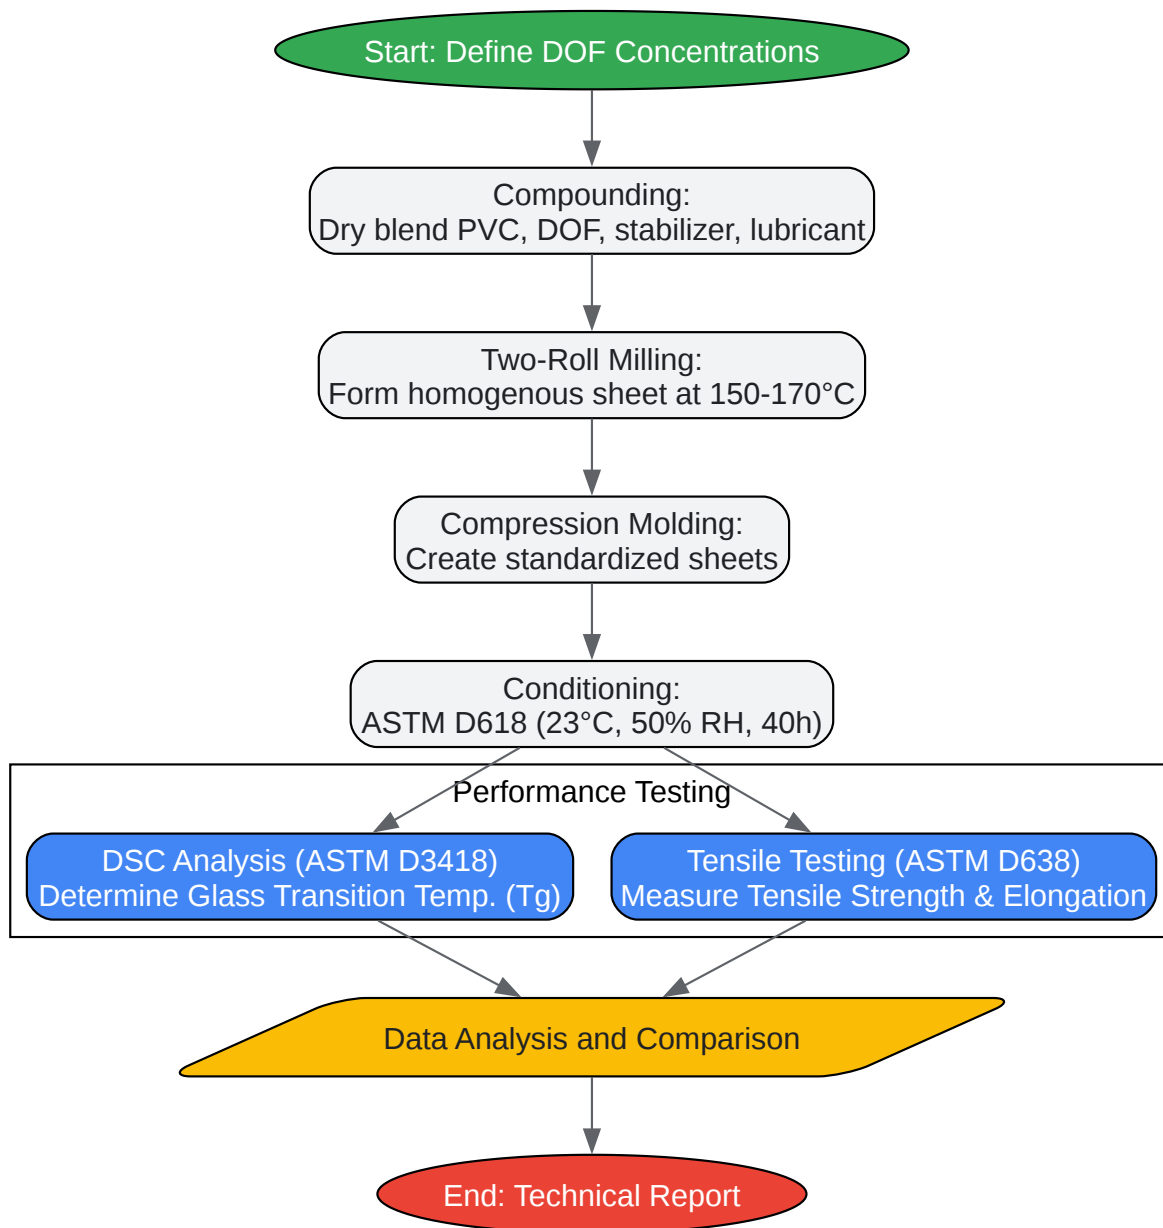 Start: Define DOF Concentrations
Compounding:
Dry blend PVC, DOF, stabilizer, lubricant
Two-Roll Milling:
Form homogenous sheet at 150-170°C
Compression Molding:
Create standardized sheets
Conditioning:
ASTM D618 (23°C, 50% RH, 40h)
Performance Testing
DSC Analysis (ASTM D3418)
Determine Glass Transition Temp. (Tg)
Tensile Testing (ASTM D638)
Measure Tensile Strength & Elongation
Data Analysis and Comparison
End: Technical Report